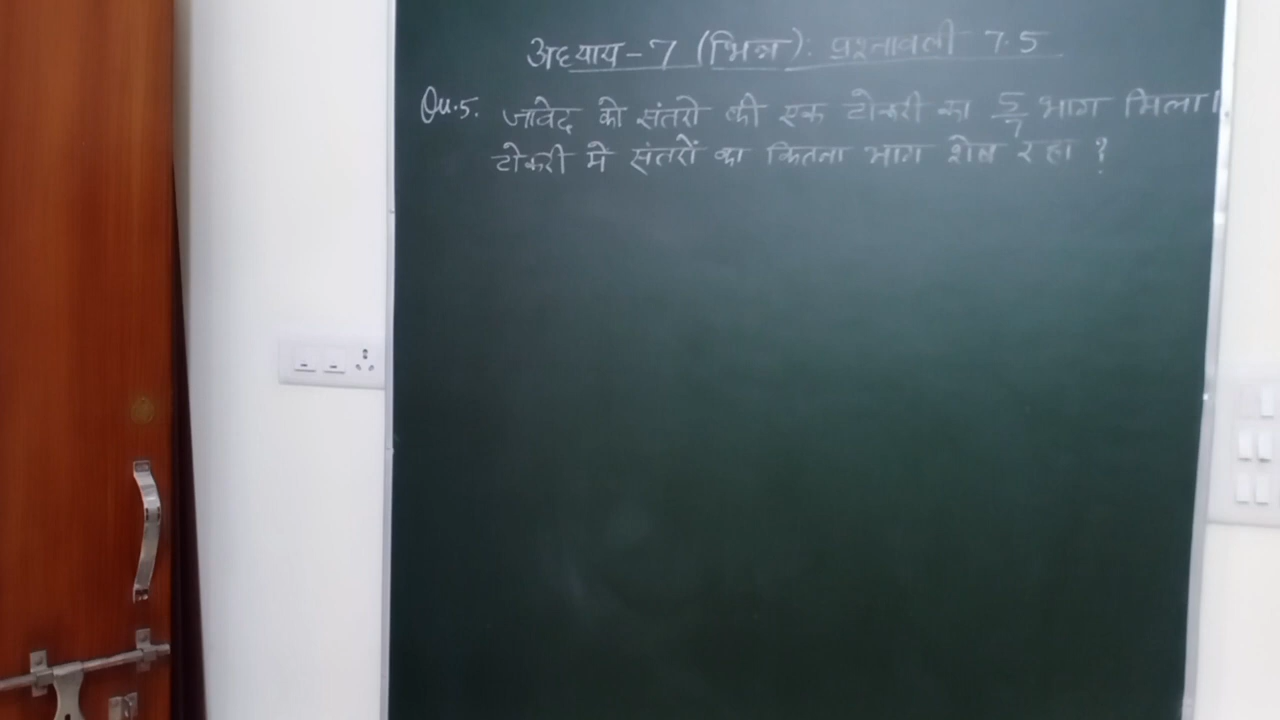 अध्याय-7 (भिन्न): प्रश्नावली 7.5
Qu.5. जावेद को संतरो की एक टोकरी का 5/7 भाग मिला।
टोकरी में संतरों का कितना भाग शेष रहा ?